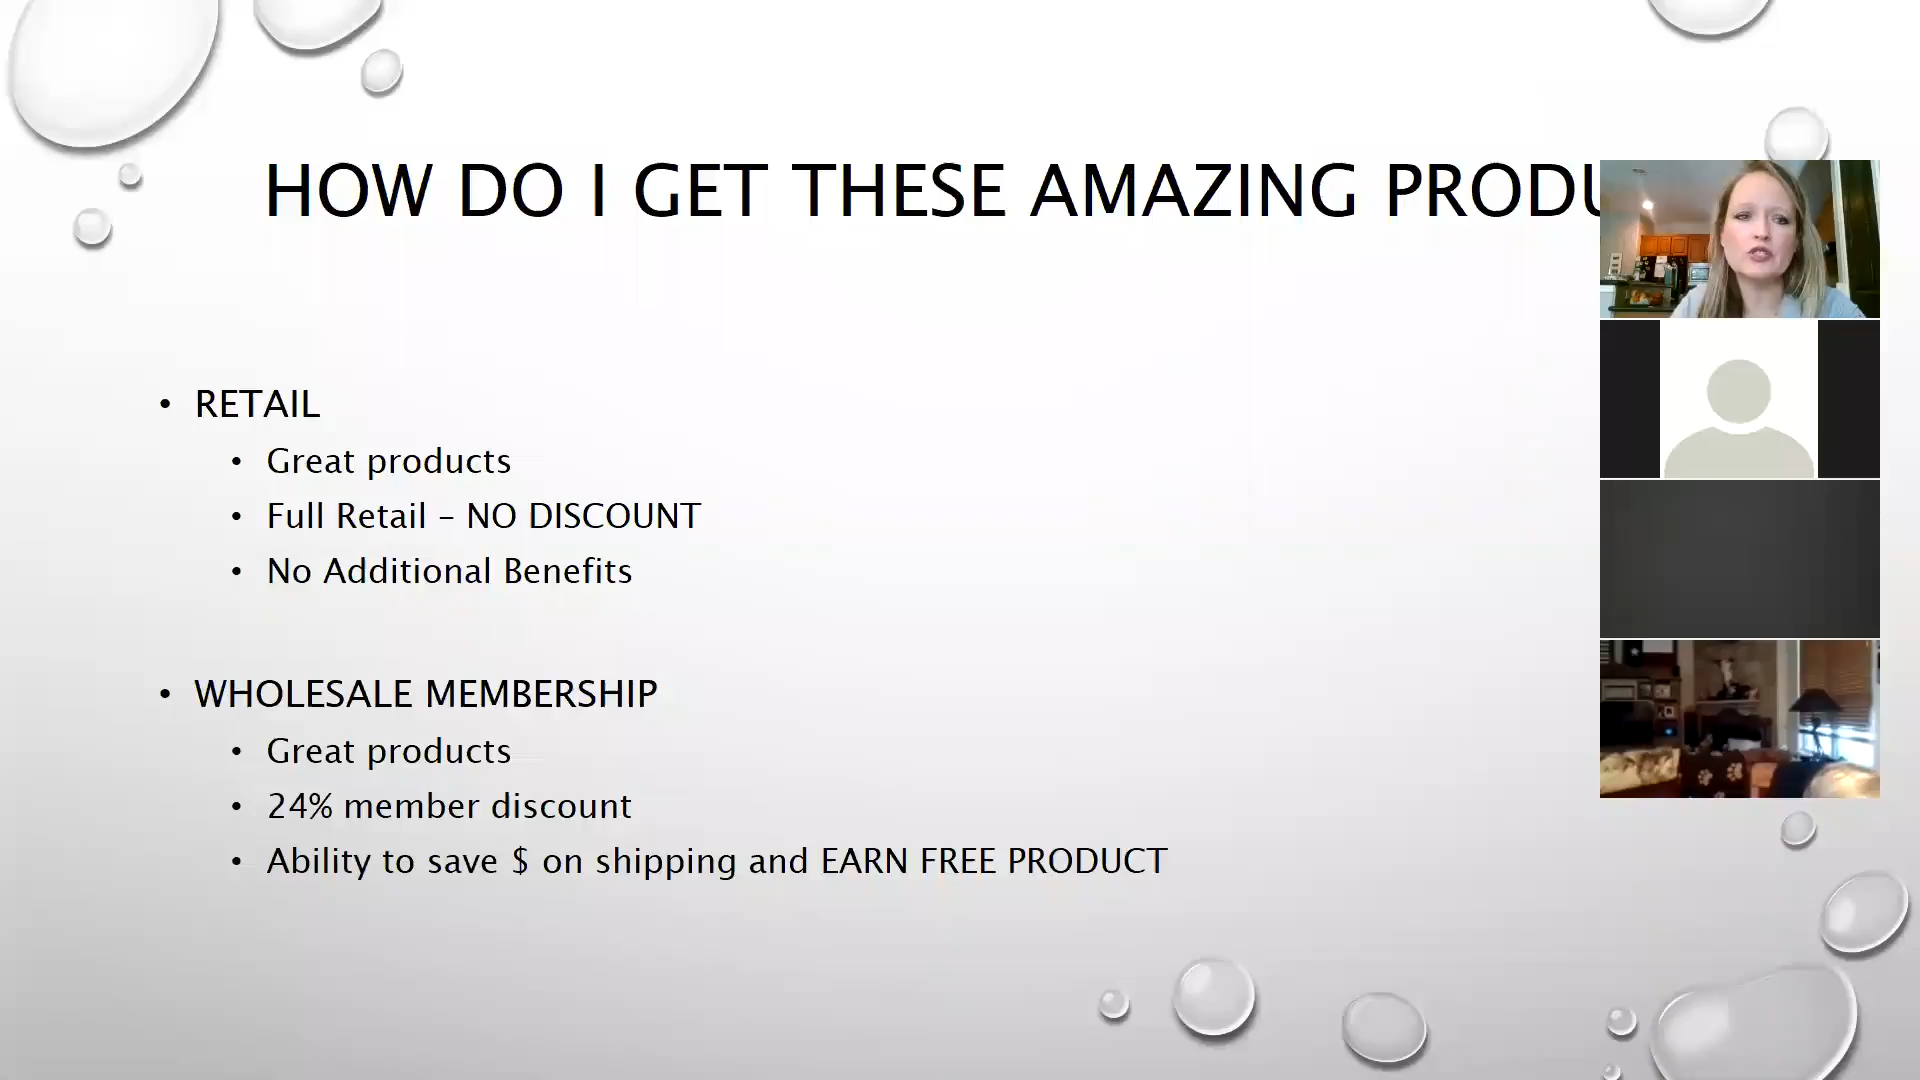 HOW DO I GET THESE AMAZING PRODU
• RETAIL
• Great products
• Full Retail – NO DISCOUNT
• No Additional Benefits
• WHOLESALE MEMBERSHIP
• Great products
• 24% member discount
• Ability to save $ on shipping and EARN FREE PRODUCT